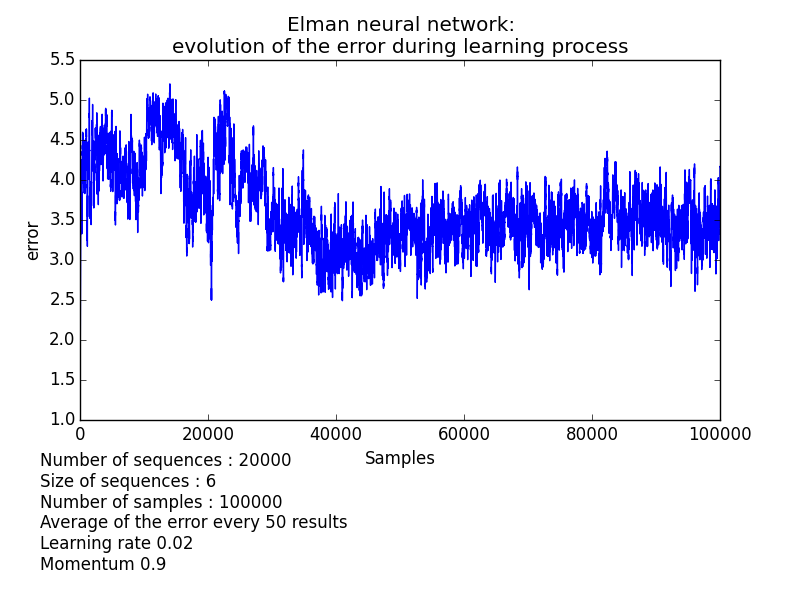 Elman neural network:
evolution of the error during learning process
5.5
5.0
4.5
4.0
3.5
3.0
2.5
2.0
1.5
1.0
error
0 20000 40000 60000 80000 100000
Samples
Number of sequences : 20000
Size of sequences : 6
Number of samples : 100000
Average of the error every 50 results
Learning rate 0.02
Momentum 0.9